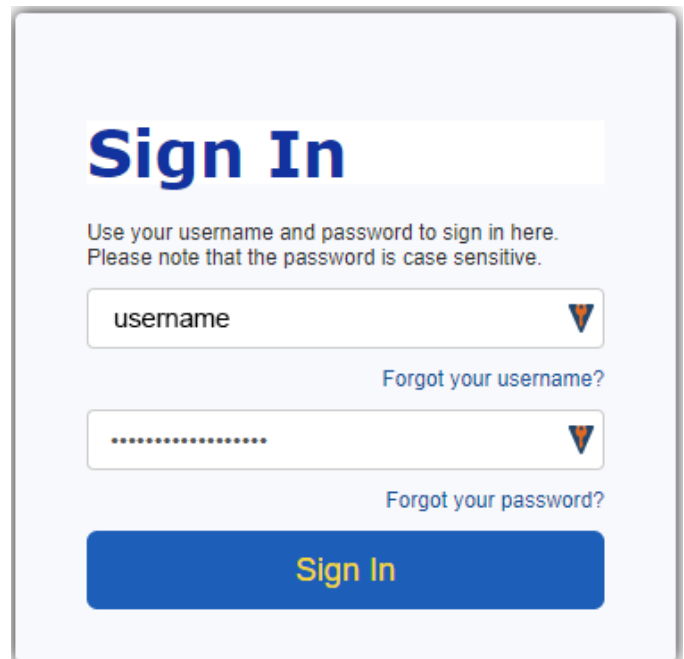 Sign In
Use your username and password to sign in here.
Please note that the password is case sensitive.
username
Forgot your username?
••••••••••••••••••
Forgot your password?
Sign In